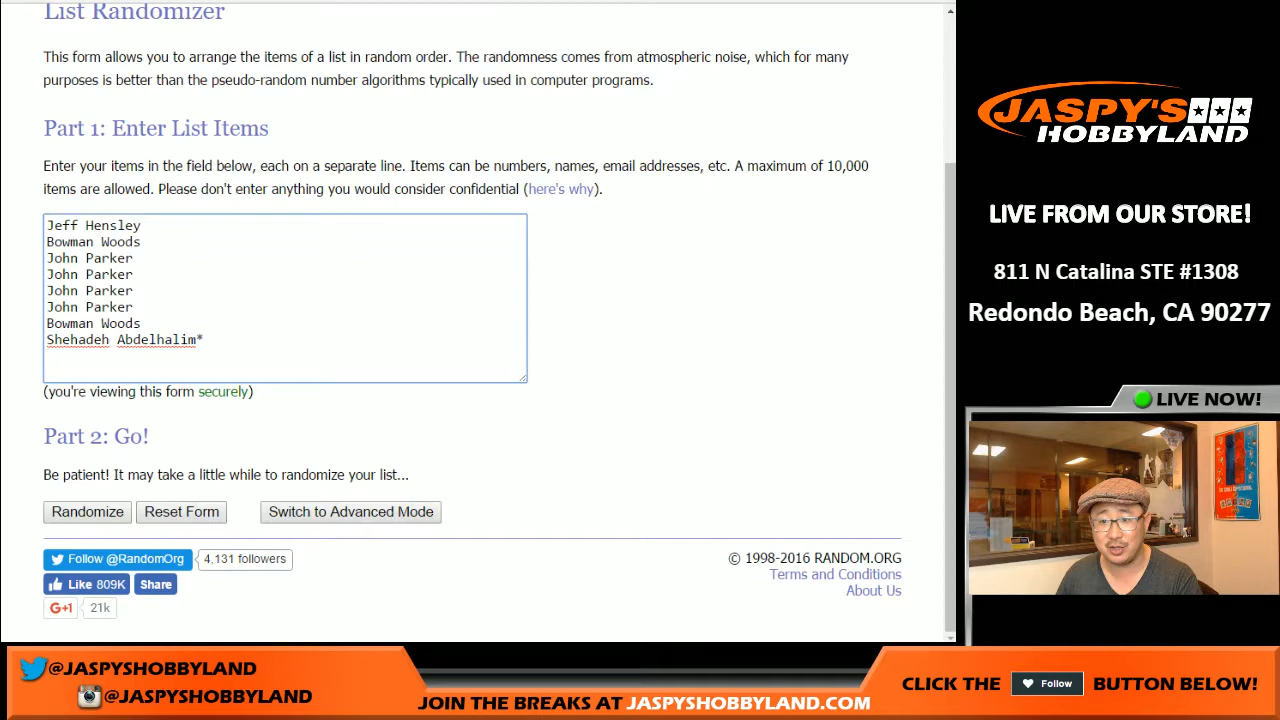 List Randomizer
This form allows you to arrange the items of a list in random order. The randomness comes from atmospheric noise, which for many
purposes is better than the pseudo-random number algorithms typically used in computer programs.
Part 1: Enter List Items
Enter your items in the field below, each on a separate line. Items can be numbers, names, email addresses, etc. A maximum of 10,000
items are allowed. Please don't enter anything you would consider confidential (here's why).
Jeff Hensley
Bowman Woods
John Parker
John Parker
John Parker
John Parker
Bowman Woods
Shehadeh Abdelhalim*
(you're viewing this form securely)
Part 2: Go!
Be patient! It may take a little while to randomize your list...
Randomize
Reset Form
Switch to Advanced Mode
Follow @RandomOrg
4,131 followers
Like 809K
Share
G+1
21k
© 1998-2016 RANDOM.ORG
Terms and Conditions
About Us
JASPY'S
HOBBYLAND
LIVE FROM OUR STORE!
811 N Catalina STE #1308
Redondo Beach, CA 90277
LIVE NOW!
@JASPYSHOBBYLAND
@JASPYSHOBBYLAND
JOIN THE BREAKS AT JASPYSHOBBYLAND.COM
CLICK THE Follow BUTTON BELOW!